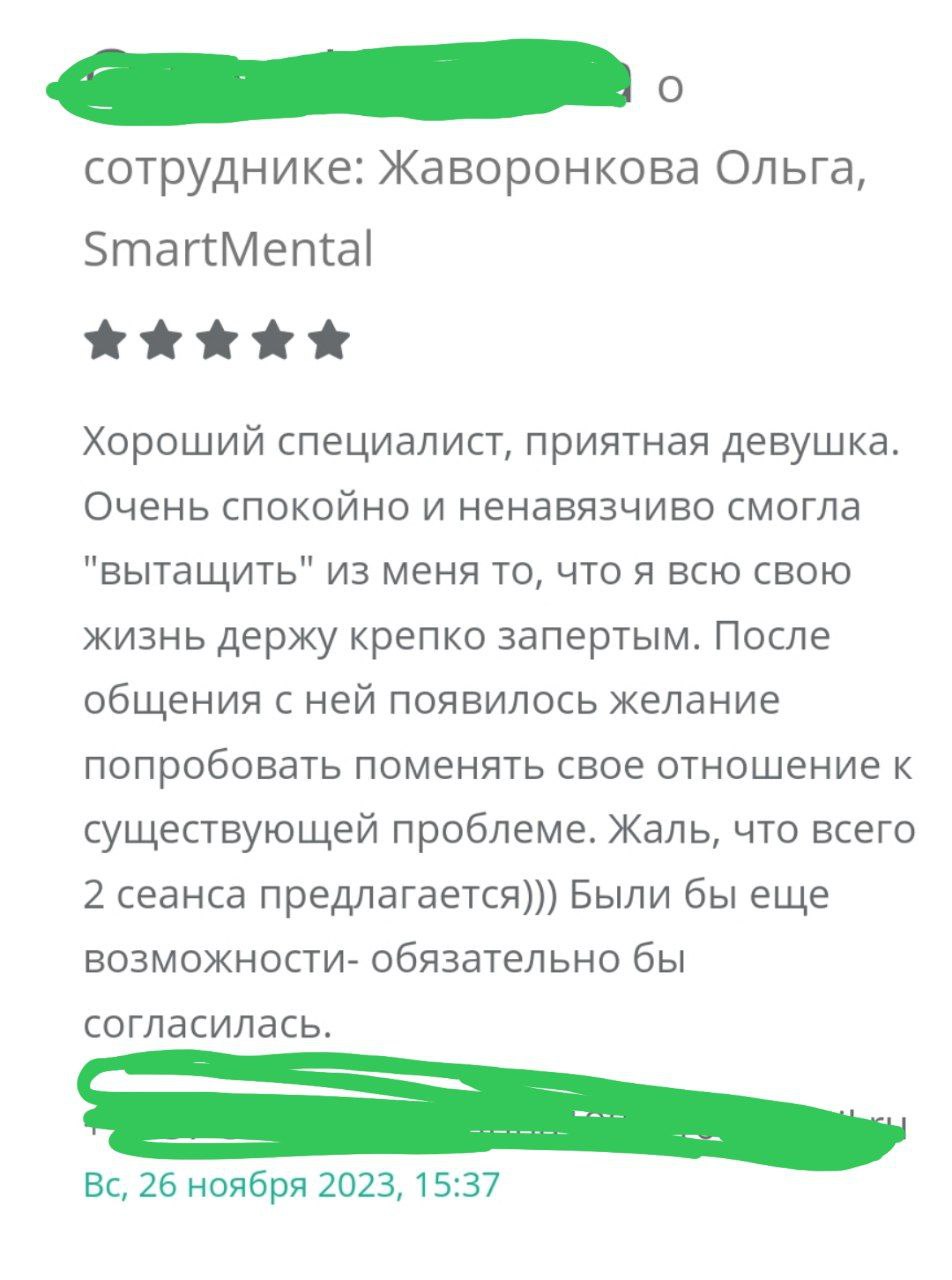 о
сотруднике: Жаворонкова Ольга,
SmartMental
Хороший специалист, приятная девушка.
Очень спокойно и ненавязчиво смогла
"вытащить" из меня то, что я всю свою
жизнь держу крепко запертым. После
общения с ней появилось желание
попробовать поменять свое отношение к
существующей проблеме. Жаль, что всего
2 сеанса предлагается))) Были бы еще
возможности- обязательно бы
согласилась.
Вс, 26 ноября 2023, 15:37